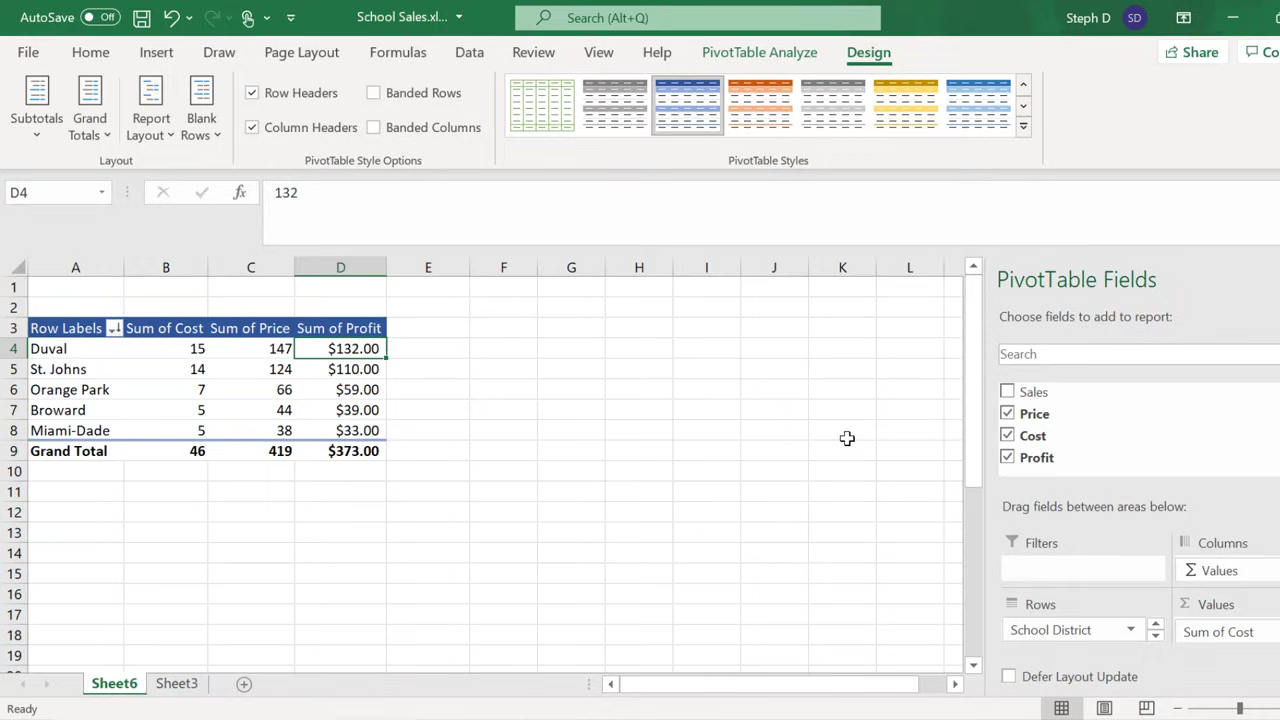 AutoSave Off School Sales.xl... Search (Alt+Q) Steph D SD
File Home Insert Draw Page Layout Formulas Data Review View Help PivotTable Analyze Design Share Co
Subtotals Grand Totals Report Layout Blank Rows
Row Headers Banded Rows
Column Headers Banded Columns
Layout PivotTable Style Options PivotTable Styles
D4 fx 132
A B C D E F G H I J K L
1
2
3 Row Labels Sum of Cost Sum of Price Sum of Profit
4 Duval 15 147 $132.00
5 St. Johns 14 124 $110.00
6 Orange Park 7 66 $59.00
7 Broward 5 44 $39.00
8 Miami-Dade 5 38 $33.00
9 Grand Total 46 419 $373.00
10
11
12
13
14
15
16
17
18
19
PivotTable Fields
Choose fields to add to report:
Search
Sales
Price
Cost
Profit
Drag fields between areas below:
Filters Columns
Σ Values
Rows Σ Values
School District Sum of Cost
Defer Layout Update
Sheet6 Sheet3
Ready